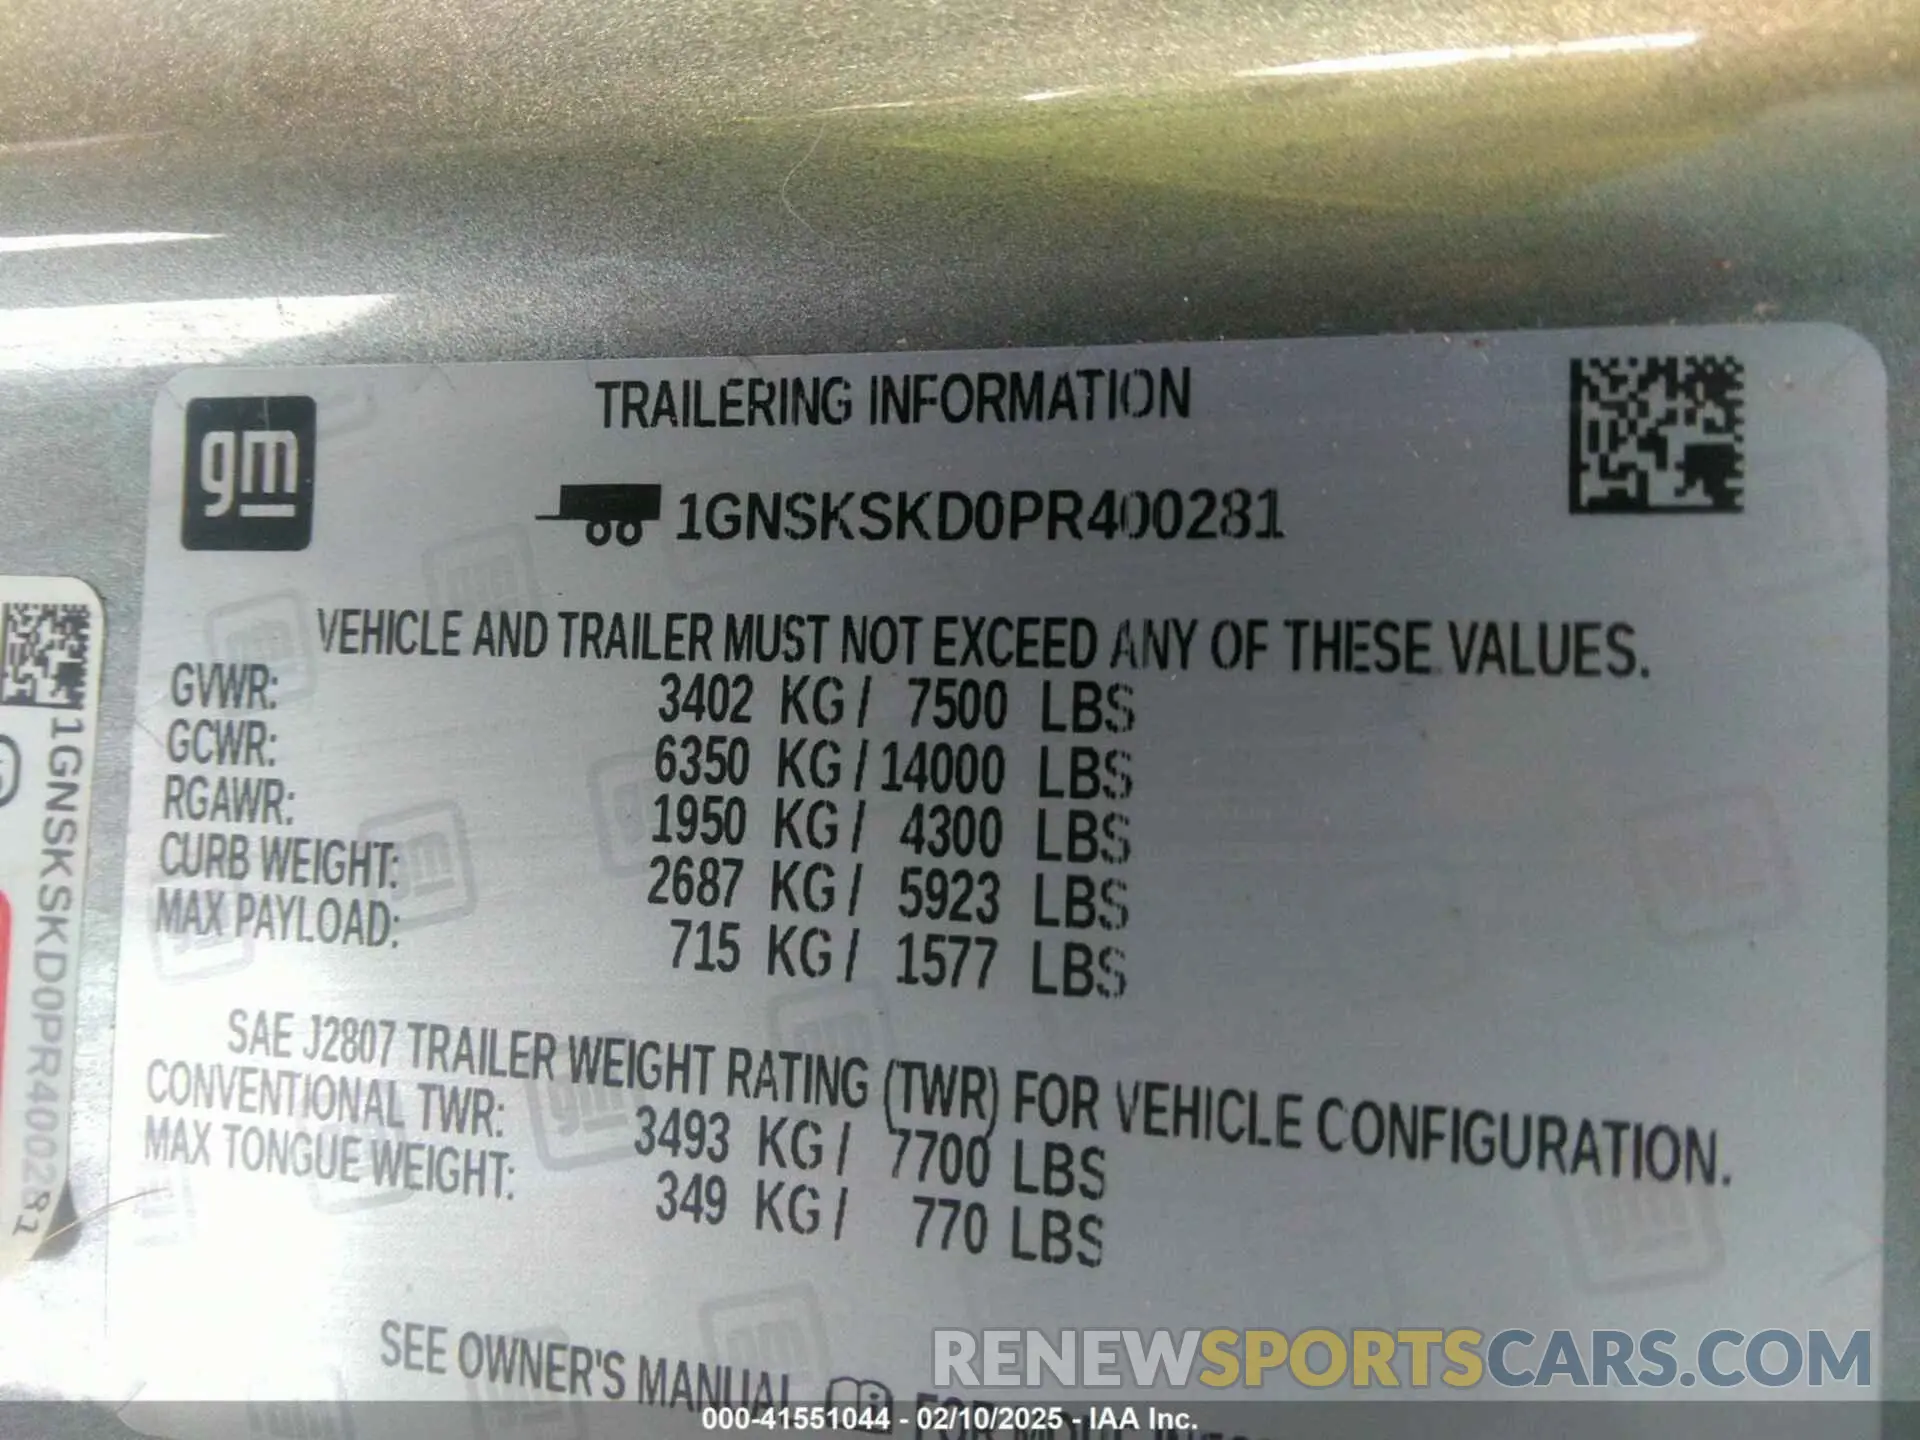 TRAILERING INFORMATION
gm
1GNSKSKD0PR400281
VEHICLE AND TRAILER MUST NOT EXCEED ANY OF THESE VALUES.
GVWR: 3402 KG / 7500 LBS
GCWR: 6350 KG / 14000 LBS
RGAWR: 1950 KG / 4300 LBS
CURB WEIGHT: 2687 KG / 5923 LBS
MAX PAYLOAD: 715 KG / 1577 LBS
SAE J2807 TRAILER WEIGHT RATING (TWR) FOR VEHICLE CONFIGURATION.
CONVENTIONAL TWR: 3493 KG / 7700 LBS
MAX TONGUE WEIGHT: 349 KG / 770 LBS
SEE OWNER'S MANUAL FOR MORE
1GNSKSKD0PR400281
RENEWSPORTSCARS.COM
000-41551044 - 02/10/2025 - IAA Inc.